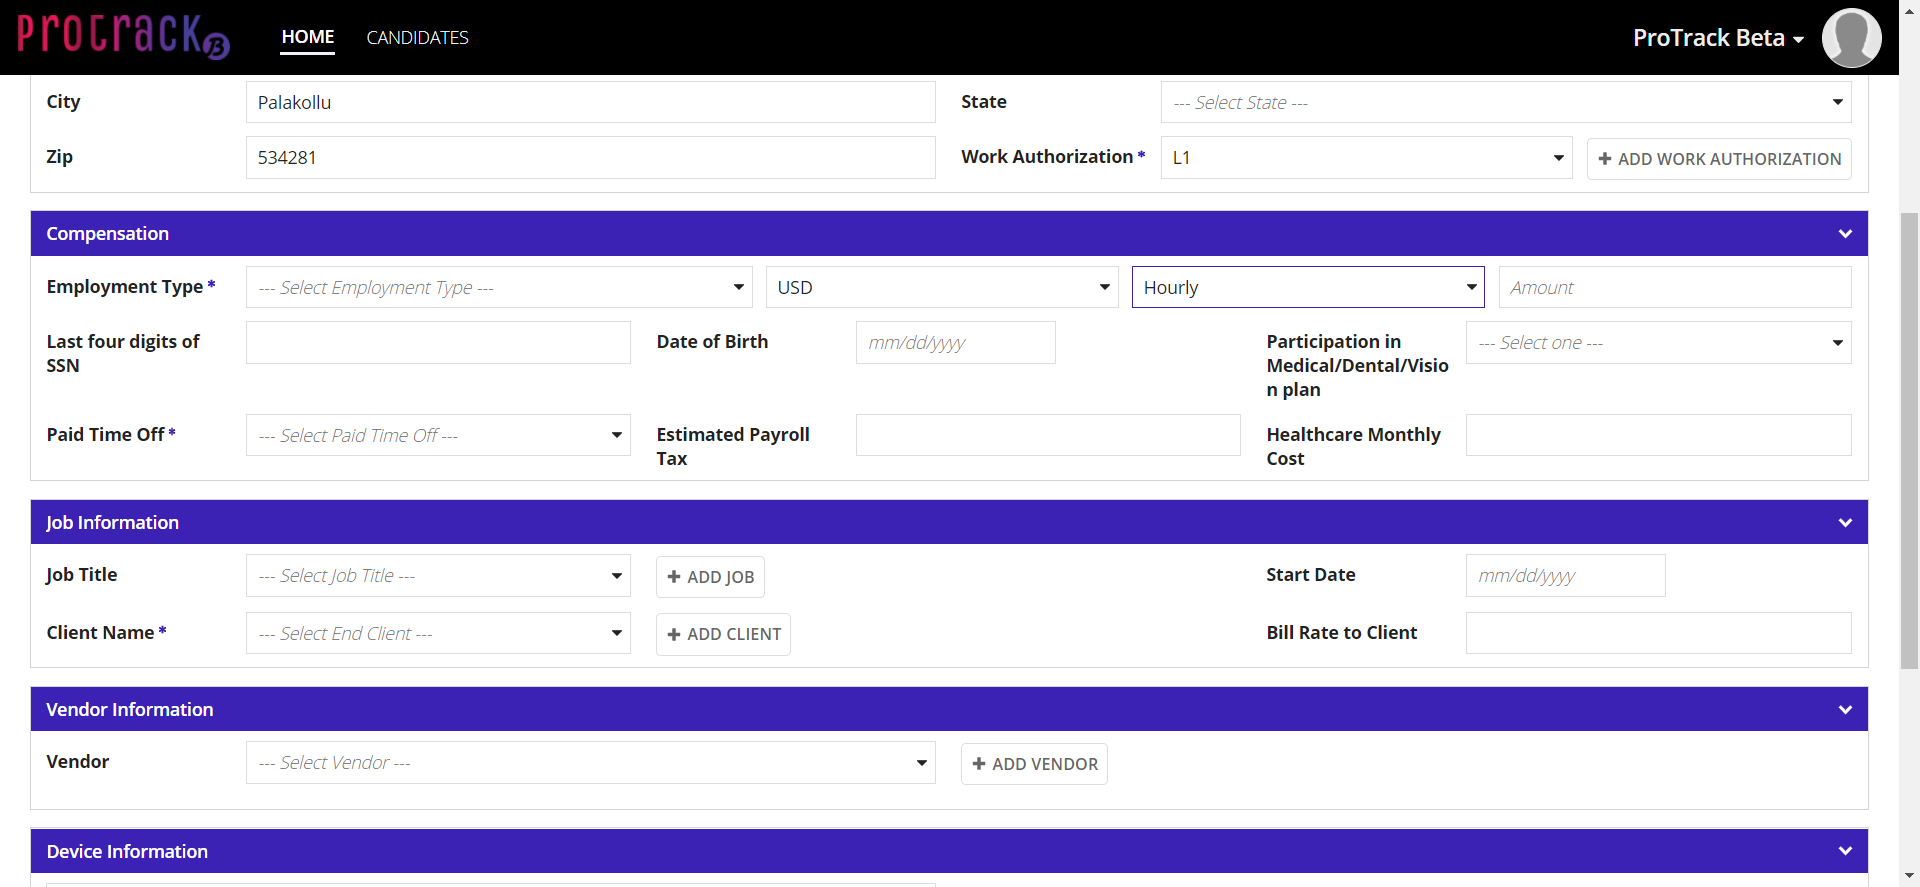 protrack B
HOME
CANDIDATES
ProTrack Beta
City
Palakollu
State
--- Select State ---
Zip
534281
Work Authorization *
L1
+ ADD WORK AUTHORIZATION
Compensation
Employment Type *
--- Select Employment Type ---
USD
Hourly
Amount
Last four digits of
SSN
Date of Birth
mm/dd/yyyy
Participation in
Medical/Dental/Visio
n plan
--- Select one ---
Paid Time Off *
--- Select Paid Time Off ---
Estimated Payroll
Tax
Healthcare Monthly
Cost
Job Information
Job Title
--- Select Job Title ---
+ ADD JOB
Start Date
mm/dd/yyyy
Client Name *
--- Select End Client ---
+ ADD CLIENT
Bill Rate to Client
Vendor Information
Vendor
--- Select Vendor ---
+ ADD VENDOR
Device Information